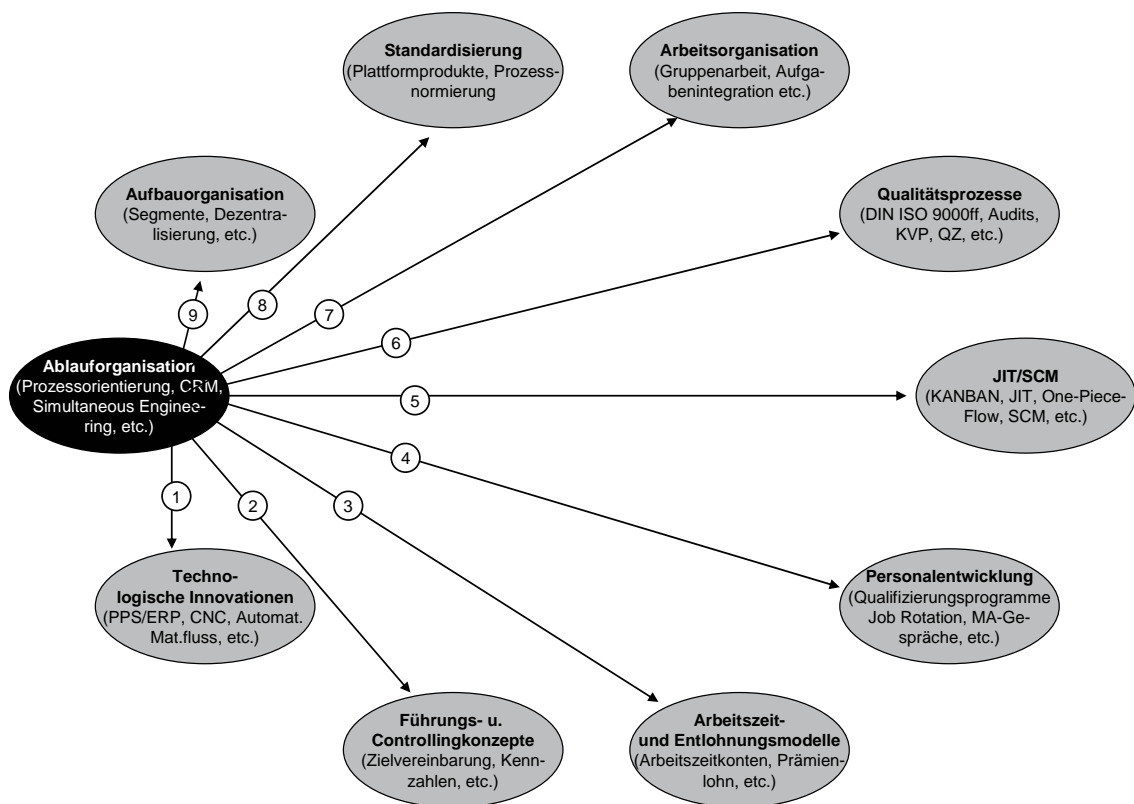 Standardisierung
(Plattformprodukte, Prozess-
normierung
Arbeitsorganisation
(Gruppenarbeit, Aufga-
benintegration etc.)
Aufbauorganisation
(Segmente, Dezentra-
lisierung, etc.)
Qualitätsprozesse
(DIN ISO 9000ff, Audits,
KVP, QZ, etc.)
9
8
7
6
Ablauforganisation
(Prozessorientierung, CRM,
Simultaneous Enginee-
ring, etc.)
5
JIT/SCM
(KANBAN, JIT, One-Piece-
Flow, SCM, etc.)
4
1
2
3
Techno-
logische Innovationen
(PPS/ERP, CNC, Automat.
Mat.fluss, etc.)
Personalentwicklung
(Qualifizierungsprogramme
Job Rotation, MA-Ge-
spräche, etc.)
Führungs- u.
Controllingkonzepte
(Zielvereinbarung, Kenn-
zahlen, etc.)
Arbeitszeit-
und Entlohnungsmodelle
(Arbeitszeitkonten, Prämien-
lohn, etc.)